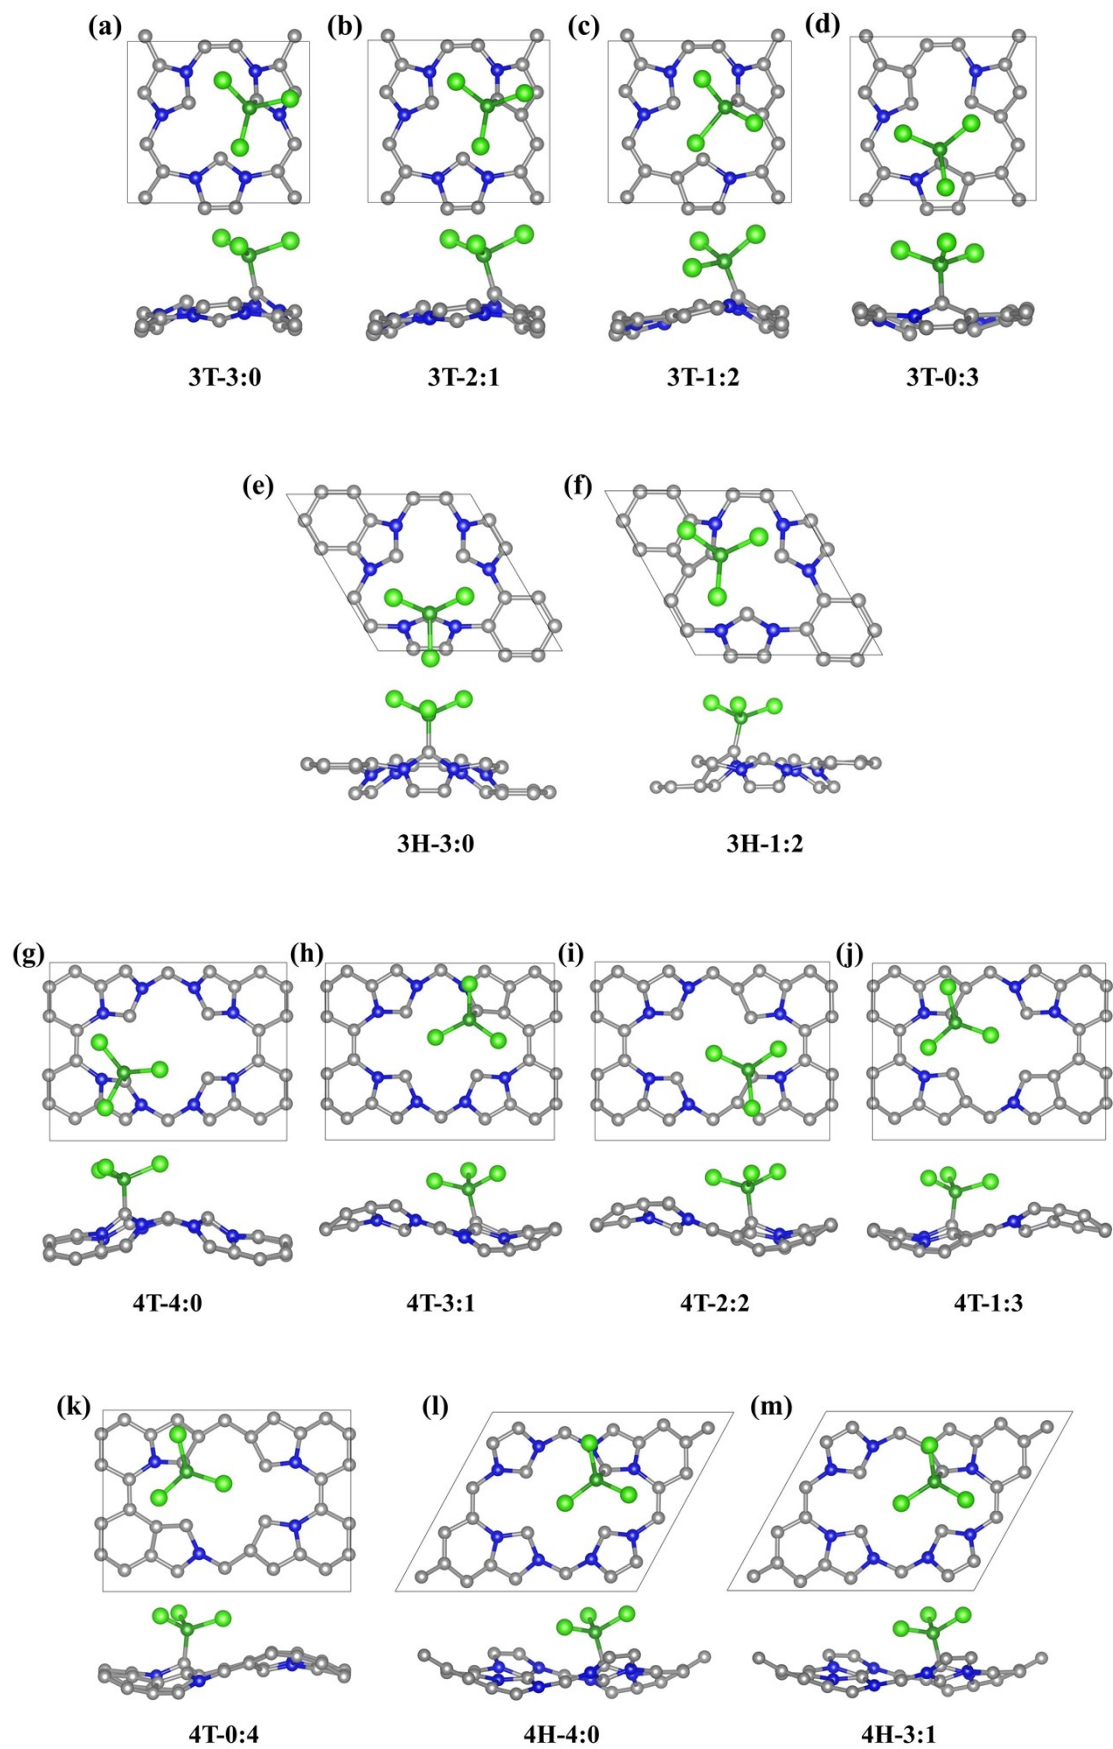 (a) (b) (c) (d)
3T-3:0 3T-2:1 3T-1:2 3T-0:3
(e) (f)
3H-3:0 3H-1:2
(g) (h) (i) (j)
4T-4:0 4T-3:1 4T-2:2 4T-1:3
(k) (l) (m)
4T-0:4 4H-4:0 4H-3:1